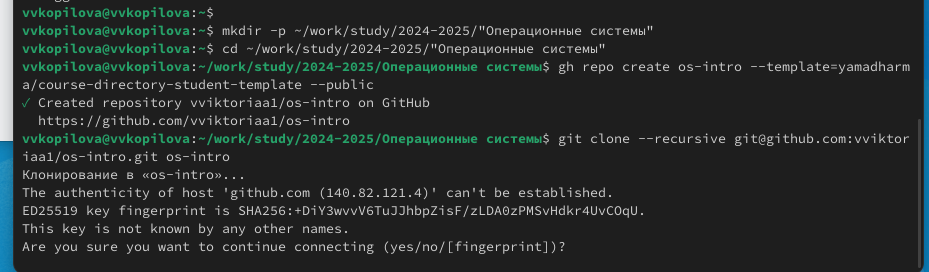 vvkopilova@vvkopilova:~$
vvkopilova@vvkopilova:~$ mkdir -p ~/work/study/2024-2025/"Операционные системы"
vvkopilova@vvkopilova:~$ cd ~/work/study/2024-2025/"Операционные системы"
vvkopilova@vvkopilova:~/work/study/2024-2025/Операционные системы$ gh repo create os-intro --template=yamadharm
a/course-directory-student-template --public
✓ Created repository vviktoriaa1/os-intro on GitHub
https://github.com/vviktoriaa1/os-intro
vvkopilova@vvkopilova:~/work/study/2024-2025/Операционные системы$ git clone --recursive git@github.com:vviktor
iaa1/os-intro.git os-intro
Клонирование в «os-intro»...
The authenticity of host 'github.com (140.82.121.4)' can't be established.
ED25519 key fingerprint is SHA256:+DiY3wvvV6TuJJhbpZisF/zLDA0zPMSvHdkr4UvCOqU.
This key is not known by any other names.
Are you sure you want to continue connecting (yes/no/[fingerprint])?